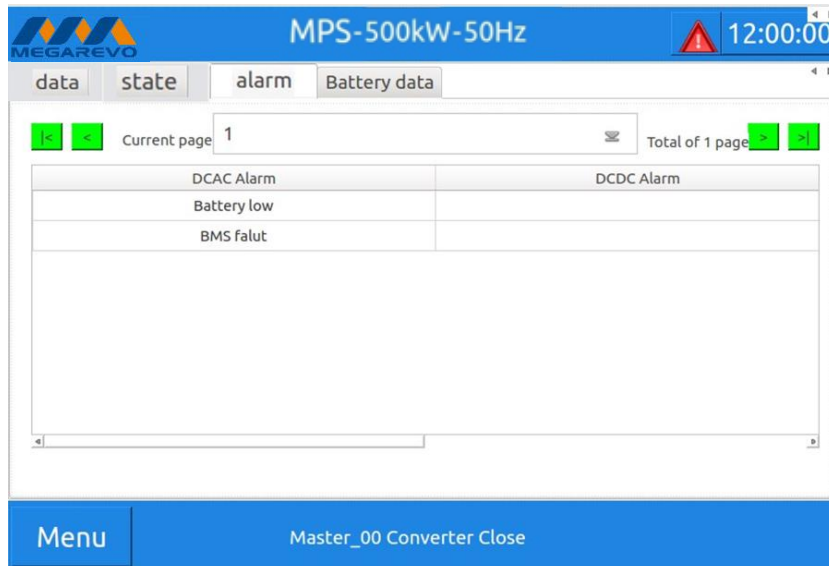 MEGAREVO
MPS-500kW-50Hz
12:00:00
data state alarm Battery data
|< < Current page 1 Total of 1 page > >|
DCAC Alarm DCDC Alarm
Battery low
BMS falut
Menu Master_00 Converter Close